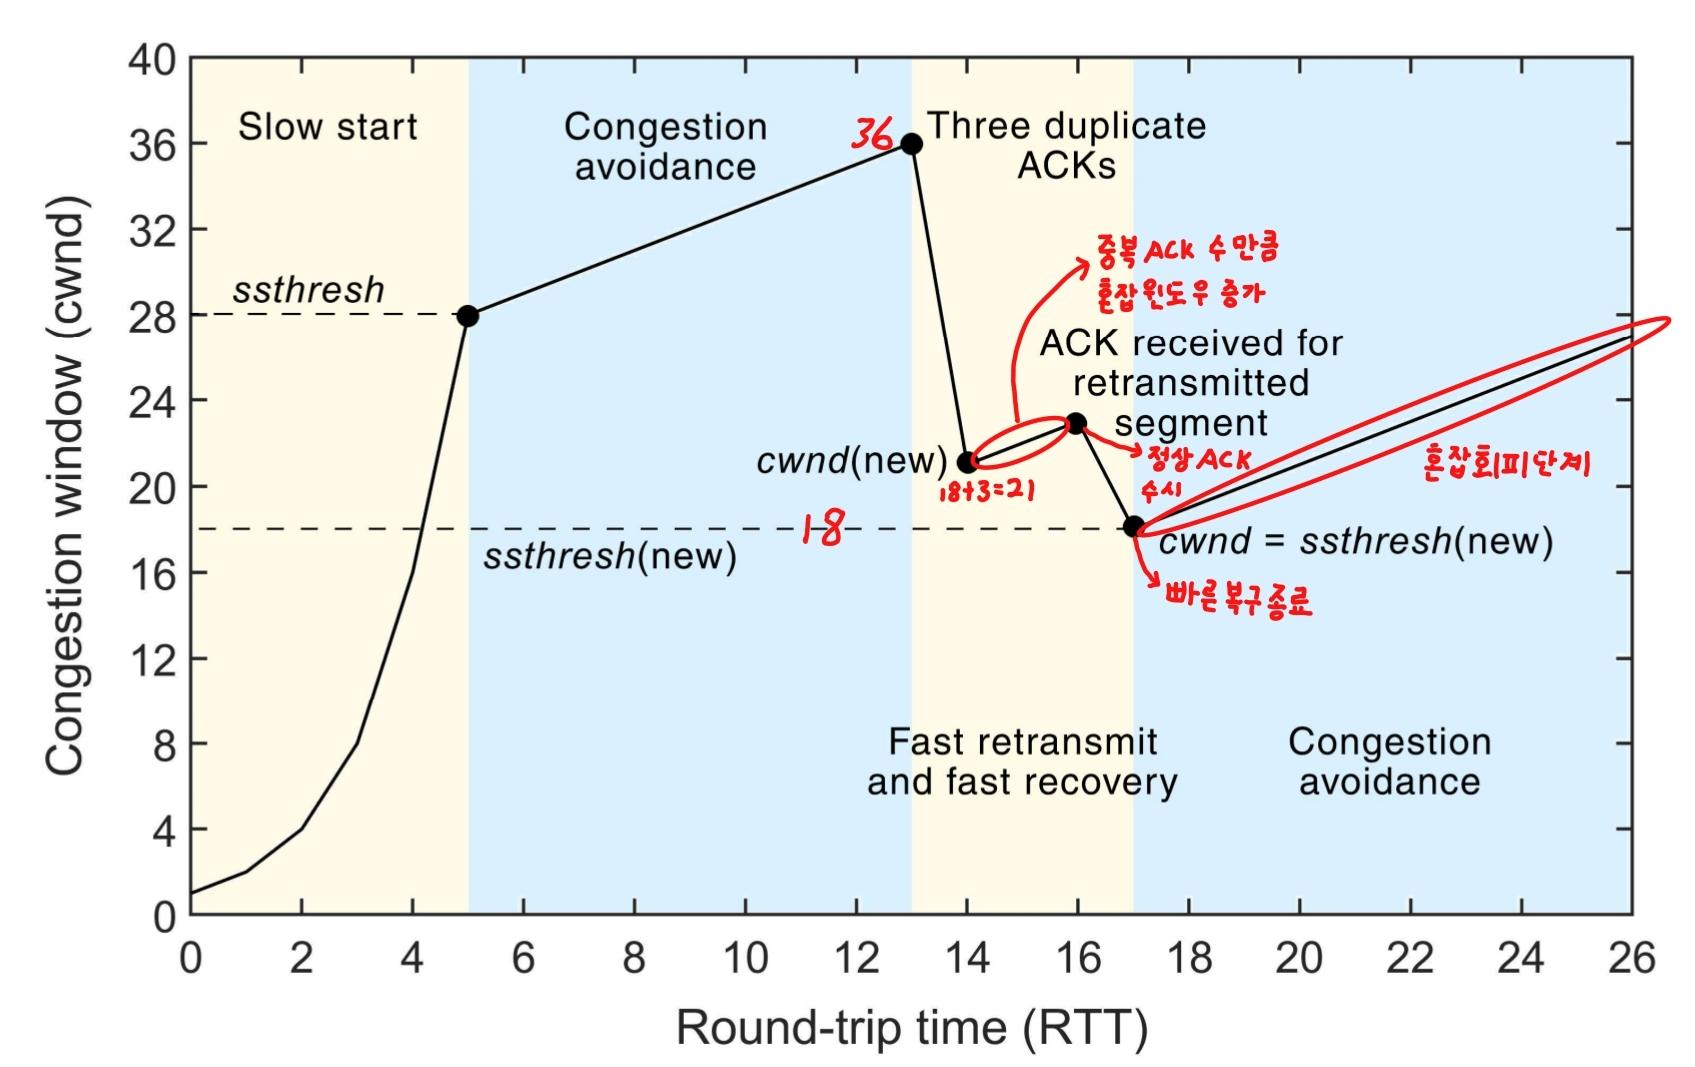 40
36
32
28
24
20
16
12
8
4
0
Congestion window (cwnd)
Slow start
Congestion
avoidance
36
Three duplicate
ACKs
중복 ACK 수만큼
혼잡윈도우 증가
ssthresh
ACK received for
retransmitted
segment
cwnd(new)
18+3=21
정상 ACK
수시
혼잡회피단계
18
ssthresh(new)
cwnd = ssthresh(new)
빠른복구종료
Fast retransmit
and fast recovery
Congestion
avoidance
0 2 4 6 8 10 12 14 16 18 20 22 24 26
Round-trip time (RTT)